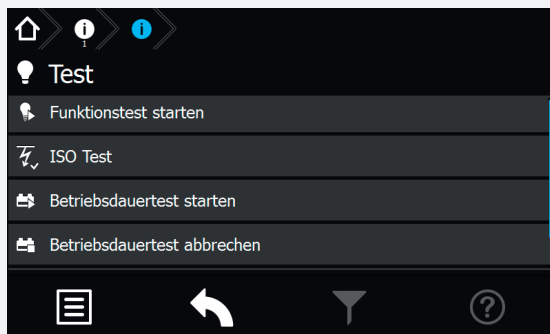 1
Test
Funktionstest starten
ISO Test
Betriebsdauertest starten
Betriebsdauertest abbrechen